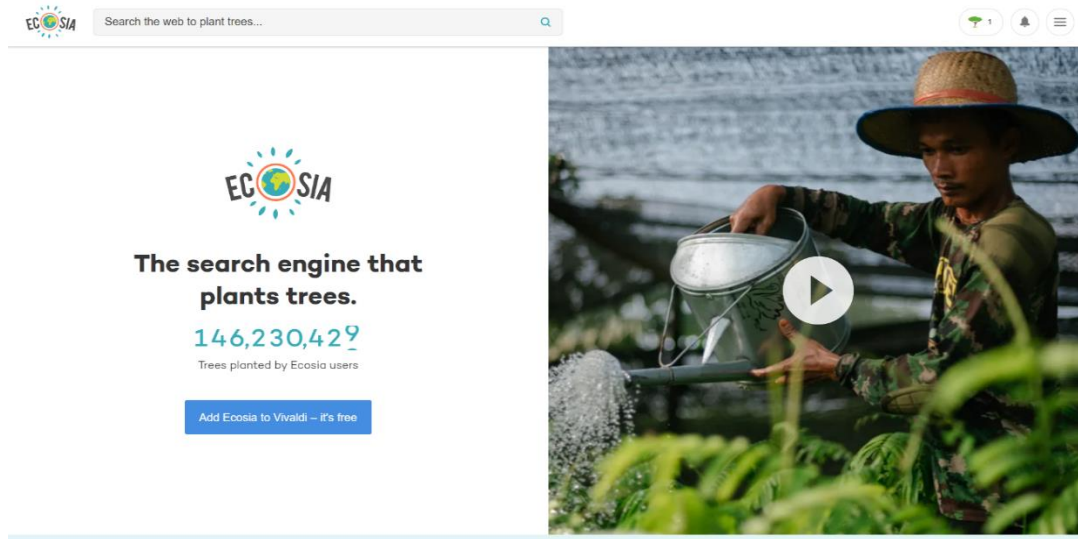 ECOSIA
Search the web to plant trees...
1
ECOSIA
The search engine that
plants trees.
146,230,429
Trees planted by Ecosia users
Add Ecosia to Vivaldi – it's free